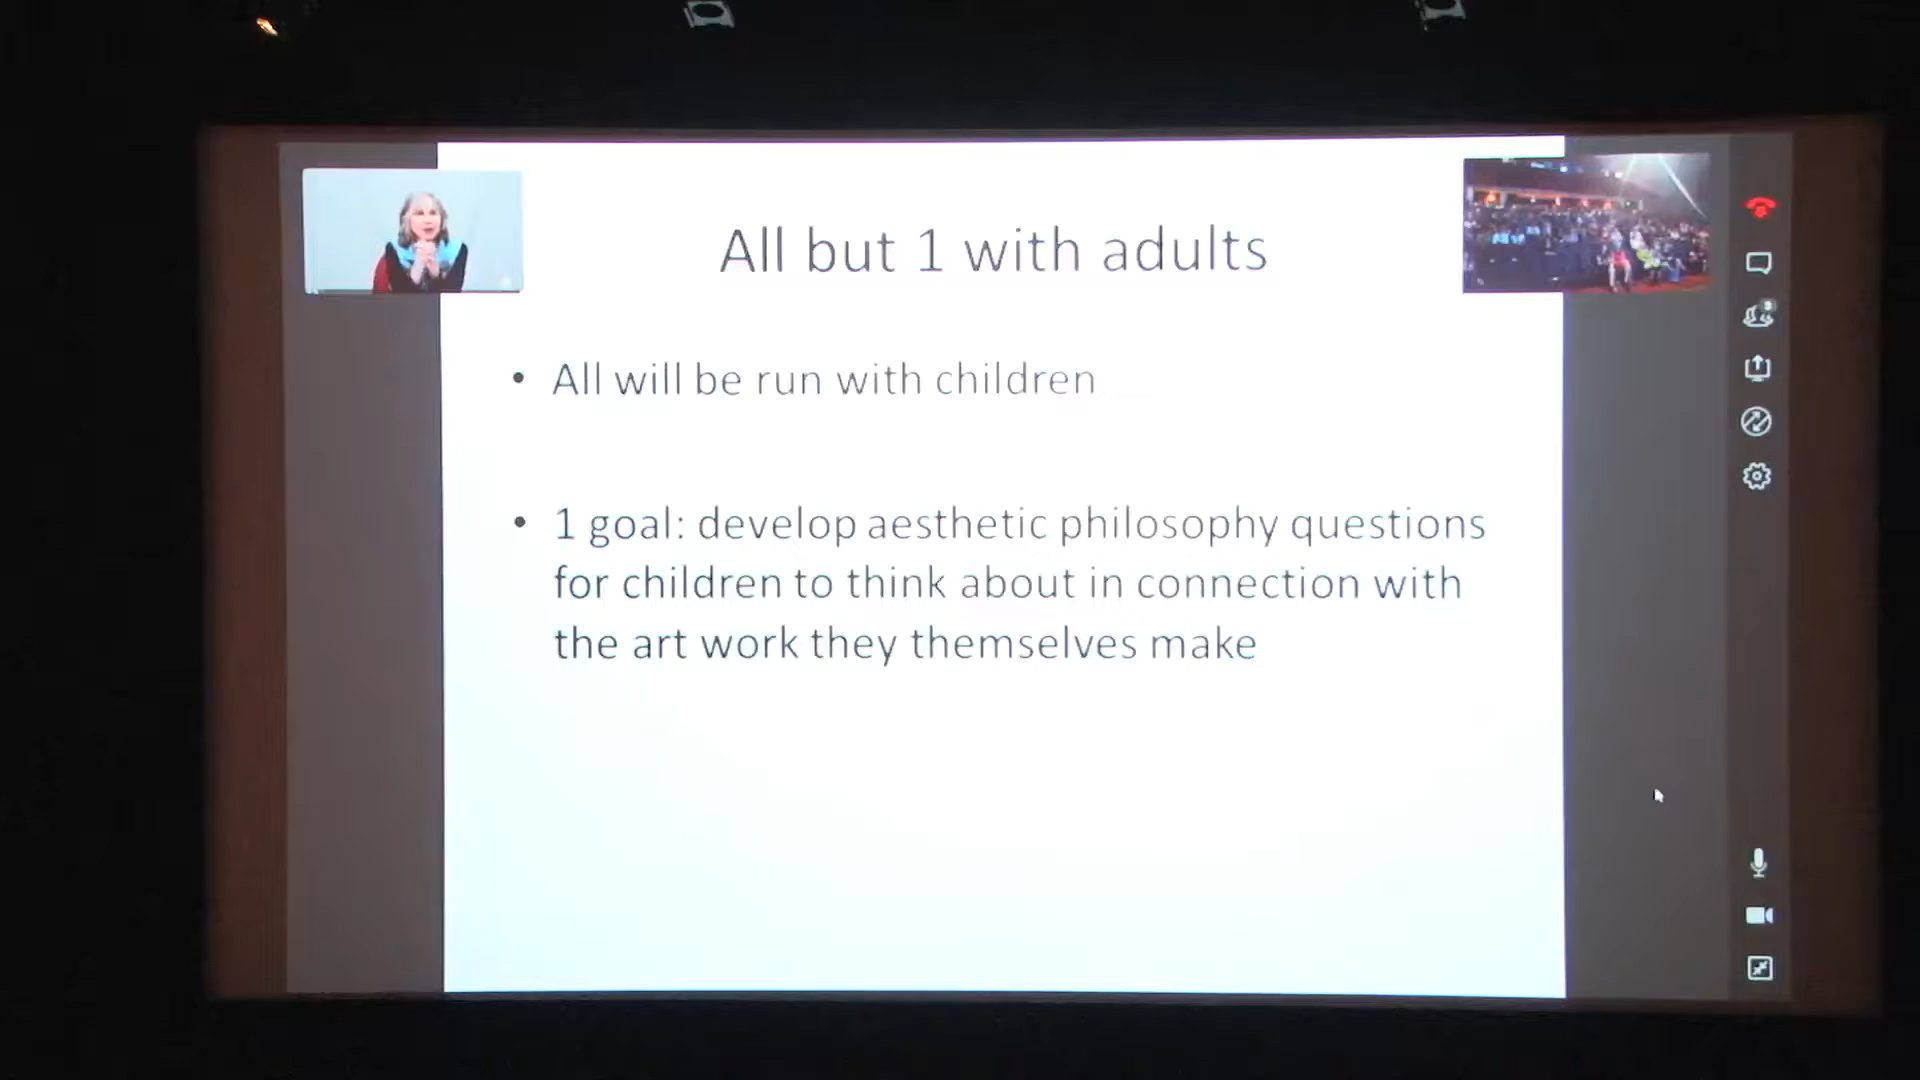 All but 1 with adults
• All will be run with children
• 1 goal: develop aesthetic philosophy questions
for children to think about in connection with
the art work they themselves make